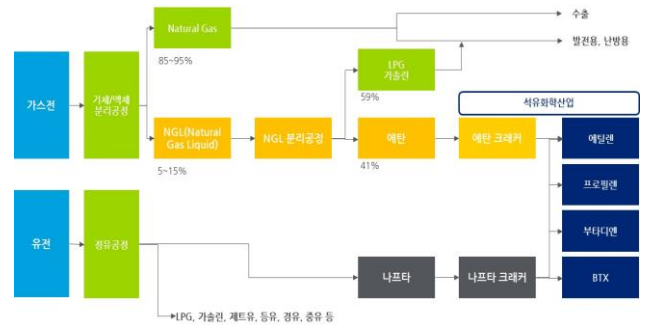 Natural Gas
85~95%
수출
발전용, 난방용
LPG
가솔린
59%
석유화학산업
가스전
기체/액체
분리공정
NGL(Natural
Gas Liquid)
5~15%
NGL 분리공정
에탄
41%
에탄 크래커
에틸렌
프로필렌
부타디엔
유전
정유공정
나프타
나프타 크래커
BTX
LPG, 가솔린, 제트유, 등유, 경유, 중유 등